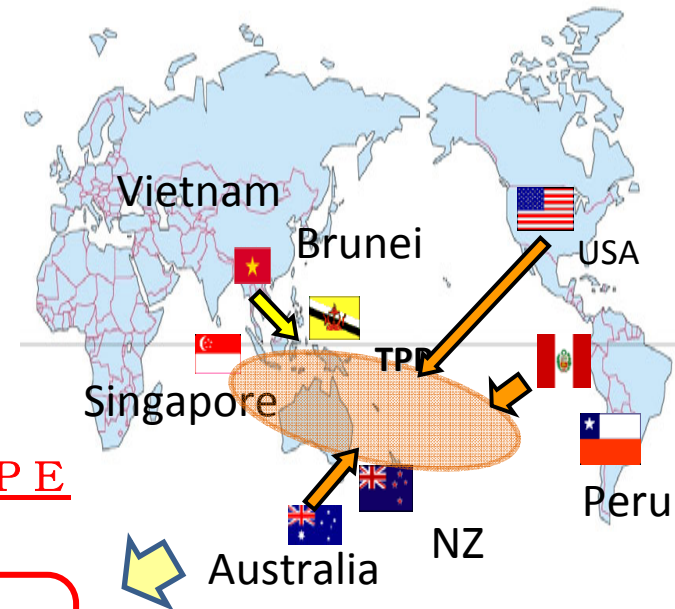 Vietnam
Brunei
USA
TPP
Singapore
P E
Peru
NZ
Australia